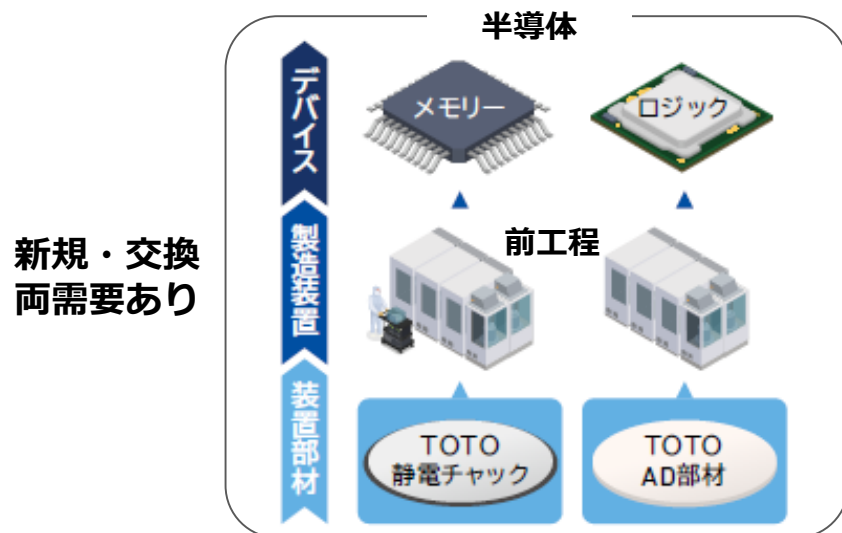 半導体
デバイス
メモリー
ロジック
新規・交換
両需要あり
製造装置
前工程
装置部材
TOTO
静電チャック
TOTO
AD部材